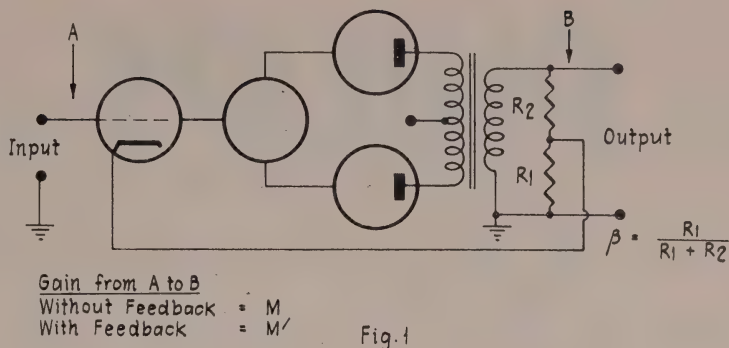 A
B
Input
R2
Output
R1
β = R1
R1 + R2
Gain from A to B
Without Feedback = M
With Feedback = M′
Fig.1